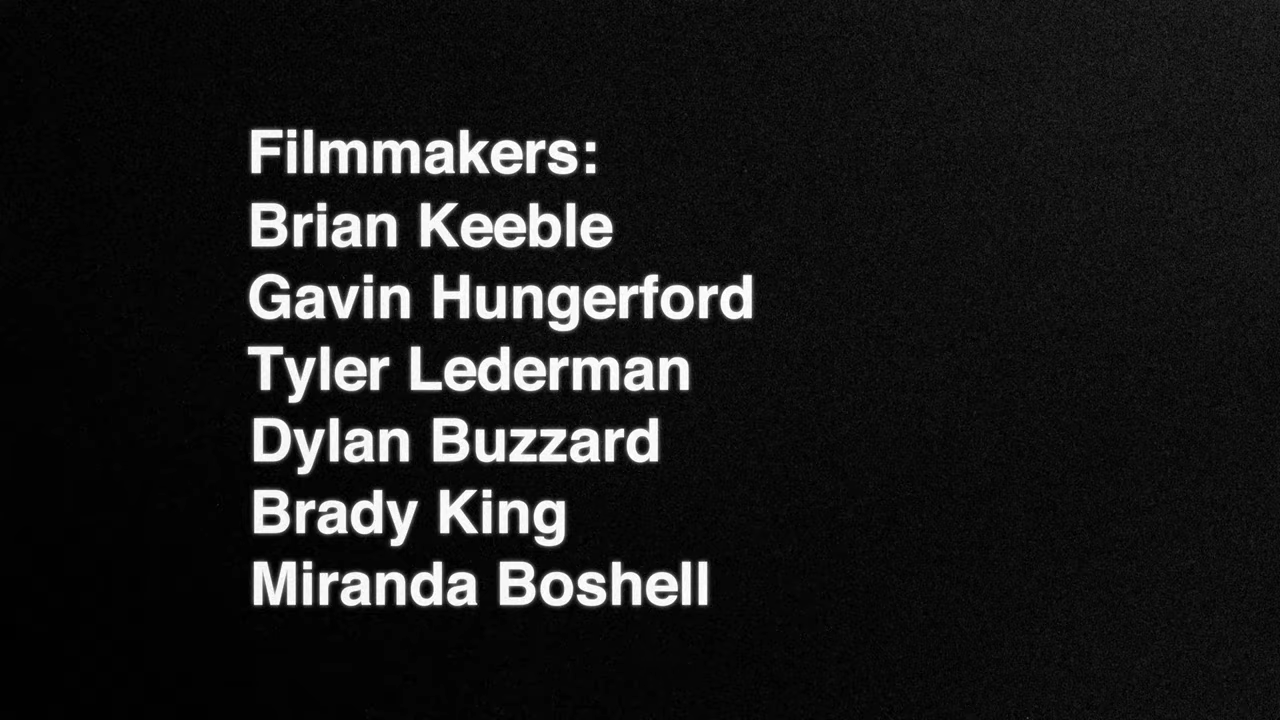 Filmmakers:
Brian Keeble
Gavin Hungerford
Tyler Lederman
Dylan Buzzard
Brady King
Miranda Boshell